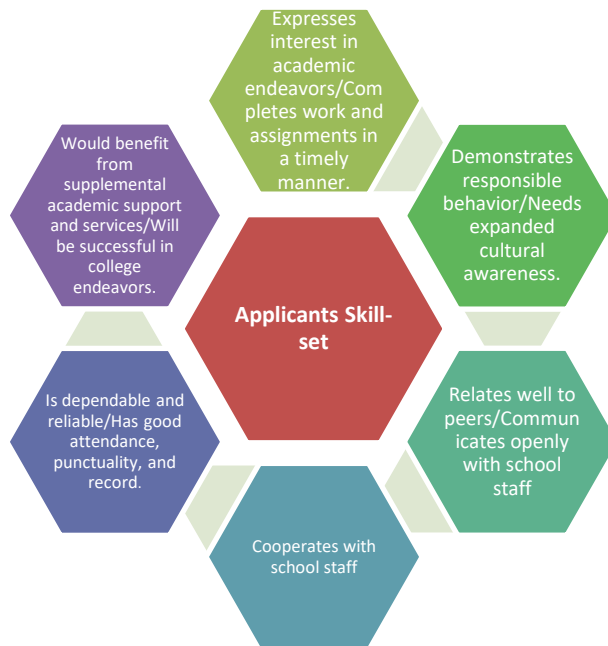 Expresses
interest in
academic
endeavors/Com
pletes work and
assignments in
a timely
manner.
Demonstrates
responsible
behavior/Needs
expanded
cultural
awareness.
Relates well to
peers/Commun
icates openly
with school
staff
Cooperates with
school staff
Is dependable and
reliable/Has good
attendance,
punctuality, and
record.
Would benefit
from
supplemental
academic support
and services/Will
be successful in
college
endeavors.
Applicants Skill-
set